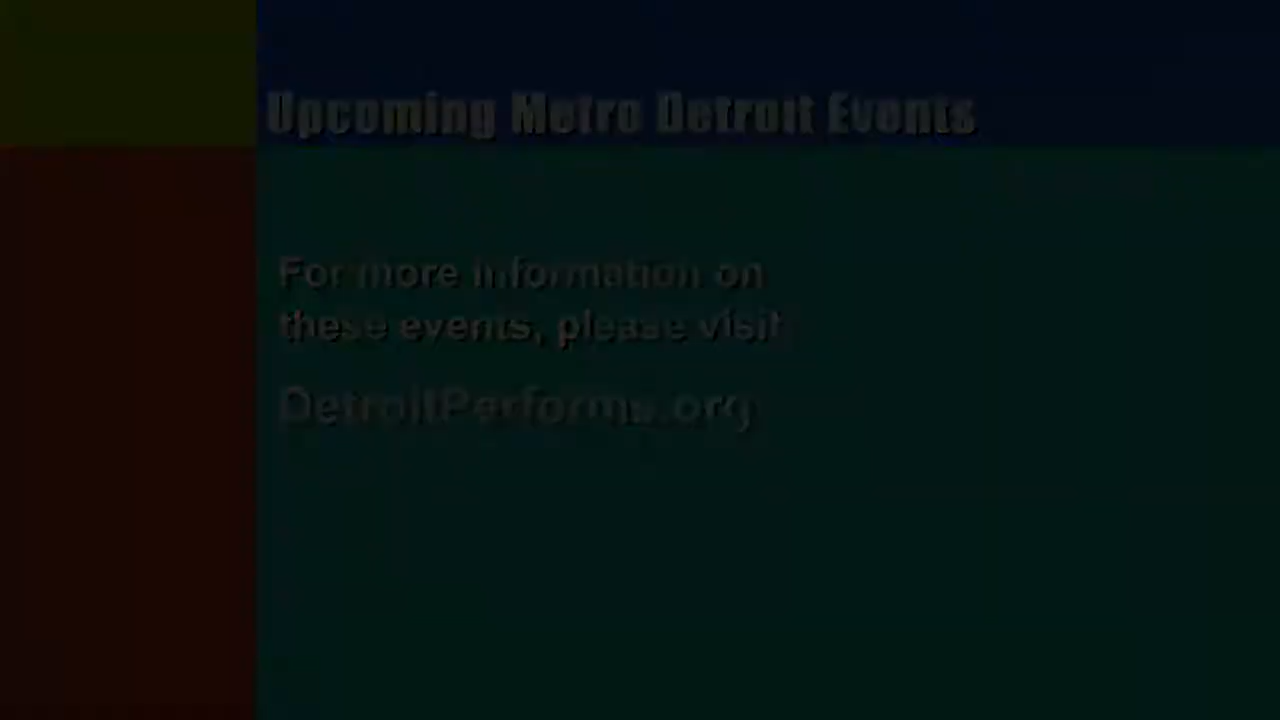 Upcoming Metro Detroit Events
For more information on
these events, please visit
DetroitPerforms.org